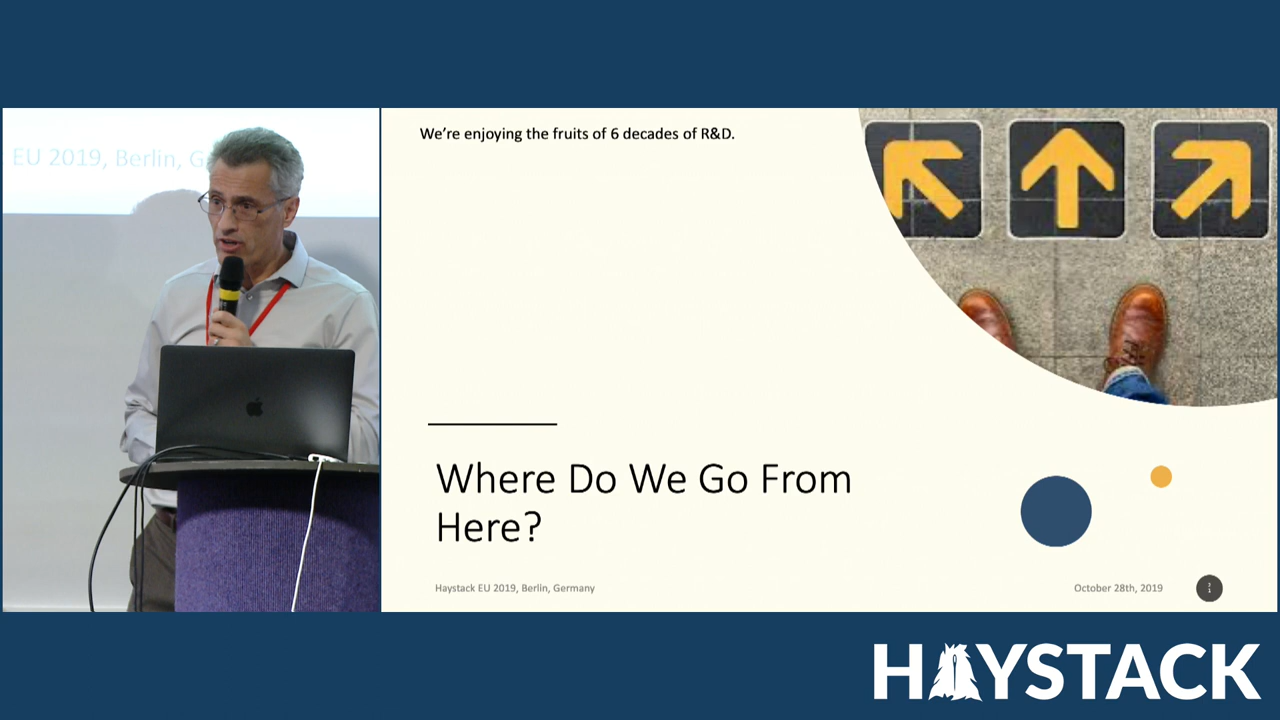 EU 2019, Berlin, G
We're enjoying the fruits of 6 decades of R&D.
Where Do We Go From
Here?
Haystack EU 2019, Berlin, Germany
October 28th, 2019
HAYSTACK